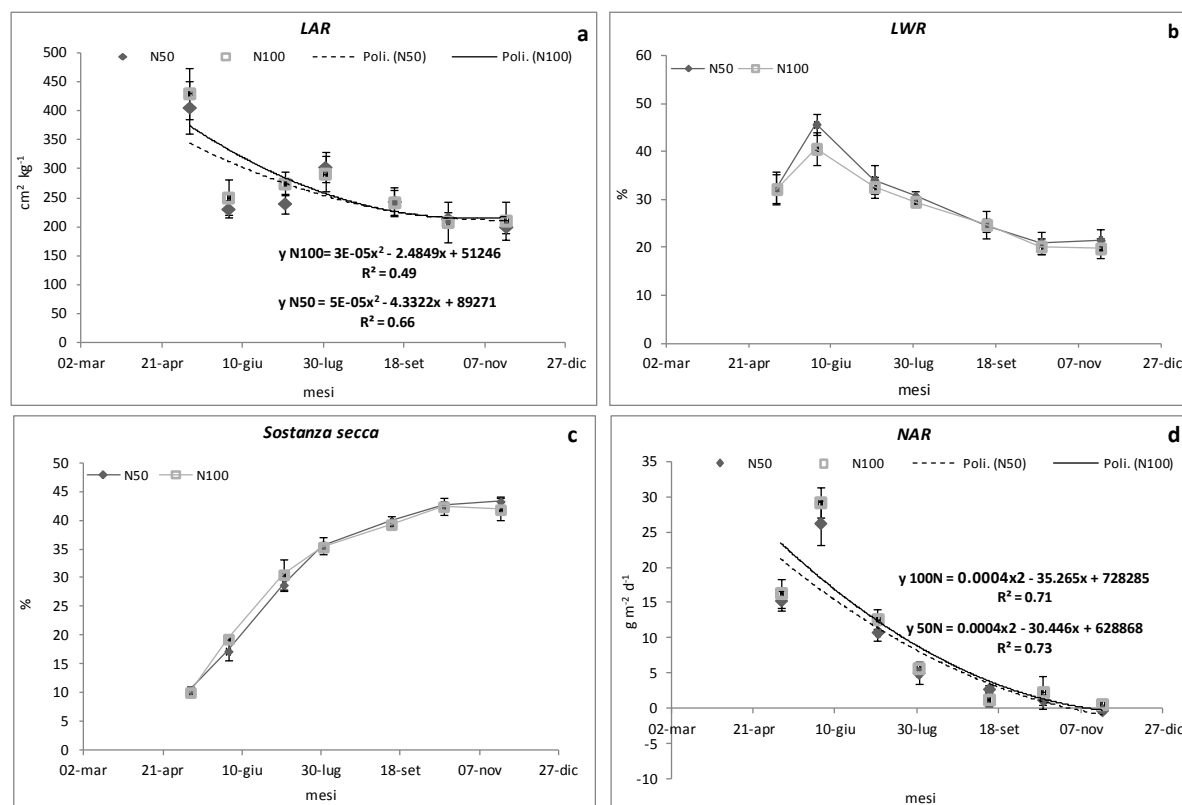 LAR
a
N50 N100 Poli. (N50) Poli. (N100)
500
450
400
350
300
250
200
150
100
50
0
cm² kg⁻¹
y N100= 3E-05x² - 2.4849x + 51246
R² = 0.49
y N50 = 5E-05x² - 4.3322x + 89271
R² = 0.66
02-mar 21-apr 10-giu 30-lug 18-set 07-nov 27-dic
mesi
LWR
b
N50 N100
60
50
40
30
20
10
0
%
02-mar 21-apr 10-giu 30-lug 18-set 07-nov 27-dic
mesi
Sostanza secca
c
N50 N100
50
45
40
35
30
25
20
15
10
5
0
%
02-mar 21-apr 10-giu 30-lug 18-set 07-nov 27-dic
mesi
NAR
d
N50 N100 Poli. (N50) Poli. (N100)
35
30
25
20
15
10
5
0
-5
-10
g m⁻² d⁻¹
y 100N = 0.0004x2 - 35.265x + 728285
R² = 0.71
y 50N = 0.0004x2 - 30.446x + 628868
R² = 0.73
02-mar 21-apr 10-giu 30-lug 18-set 07-nov 27-dic
mesi